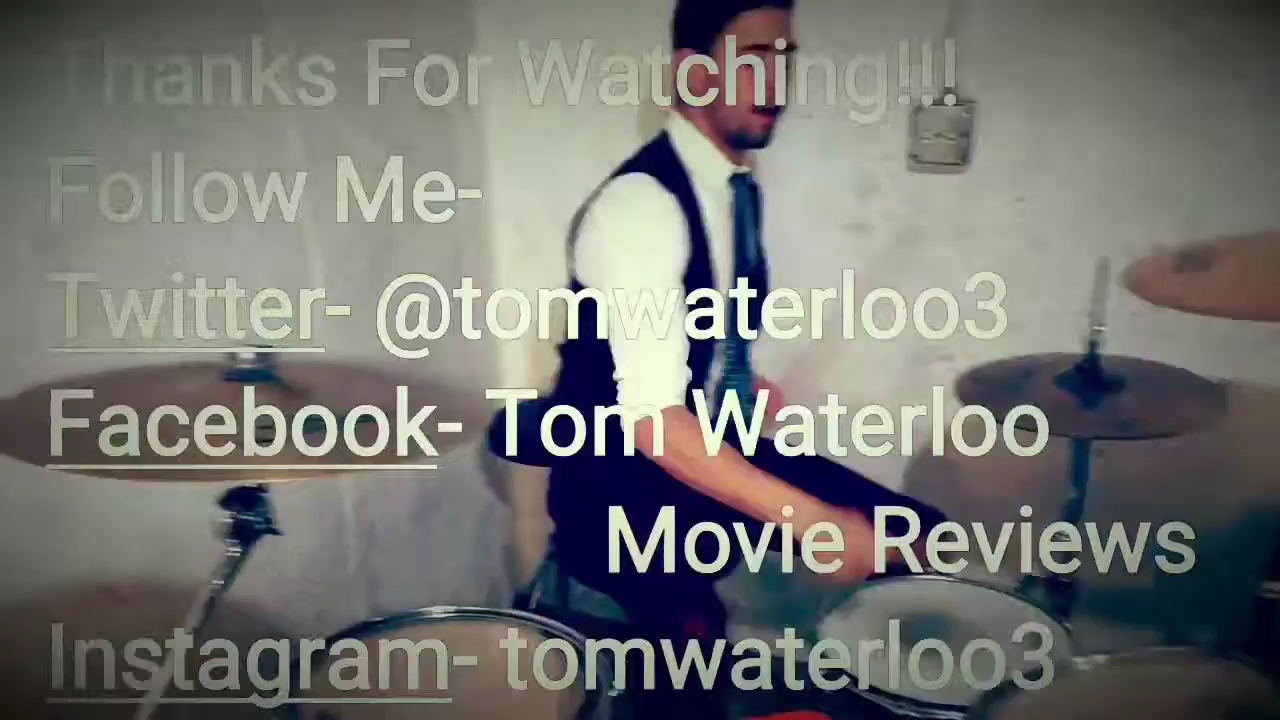 Thanks For Watching!!!
Follow Me-
Twitter- @tomwaterloo3
Facebook- Tom Waterloo
Movie Reviews
Instagram- tomwaterloo3